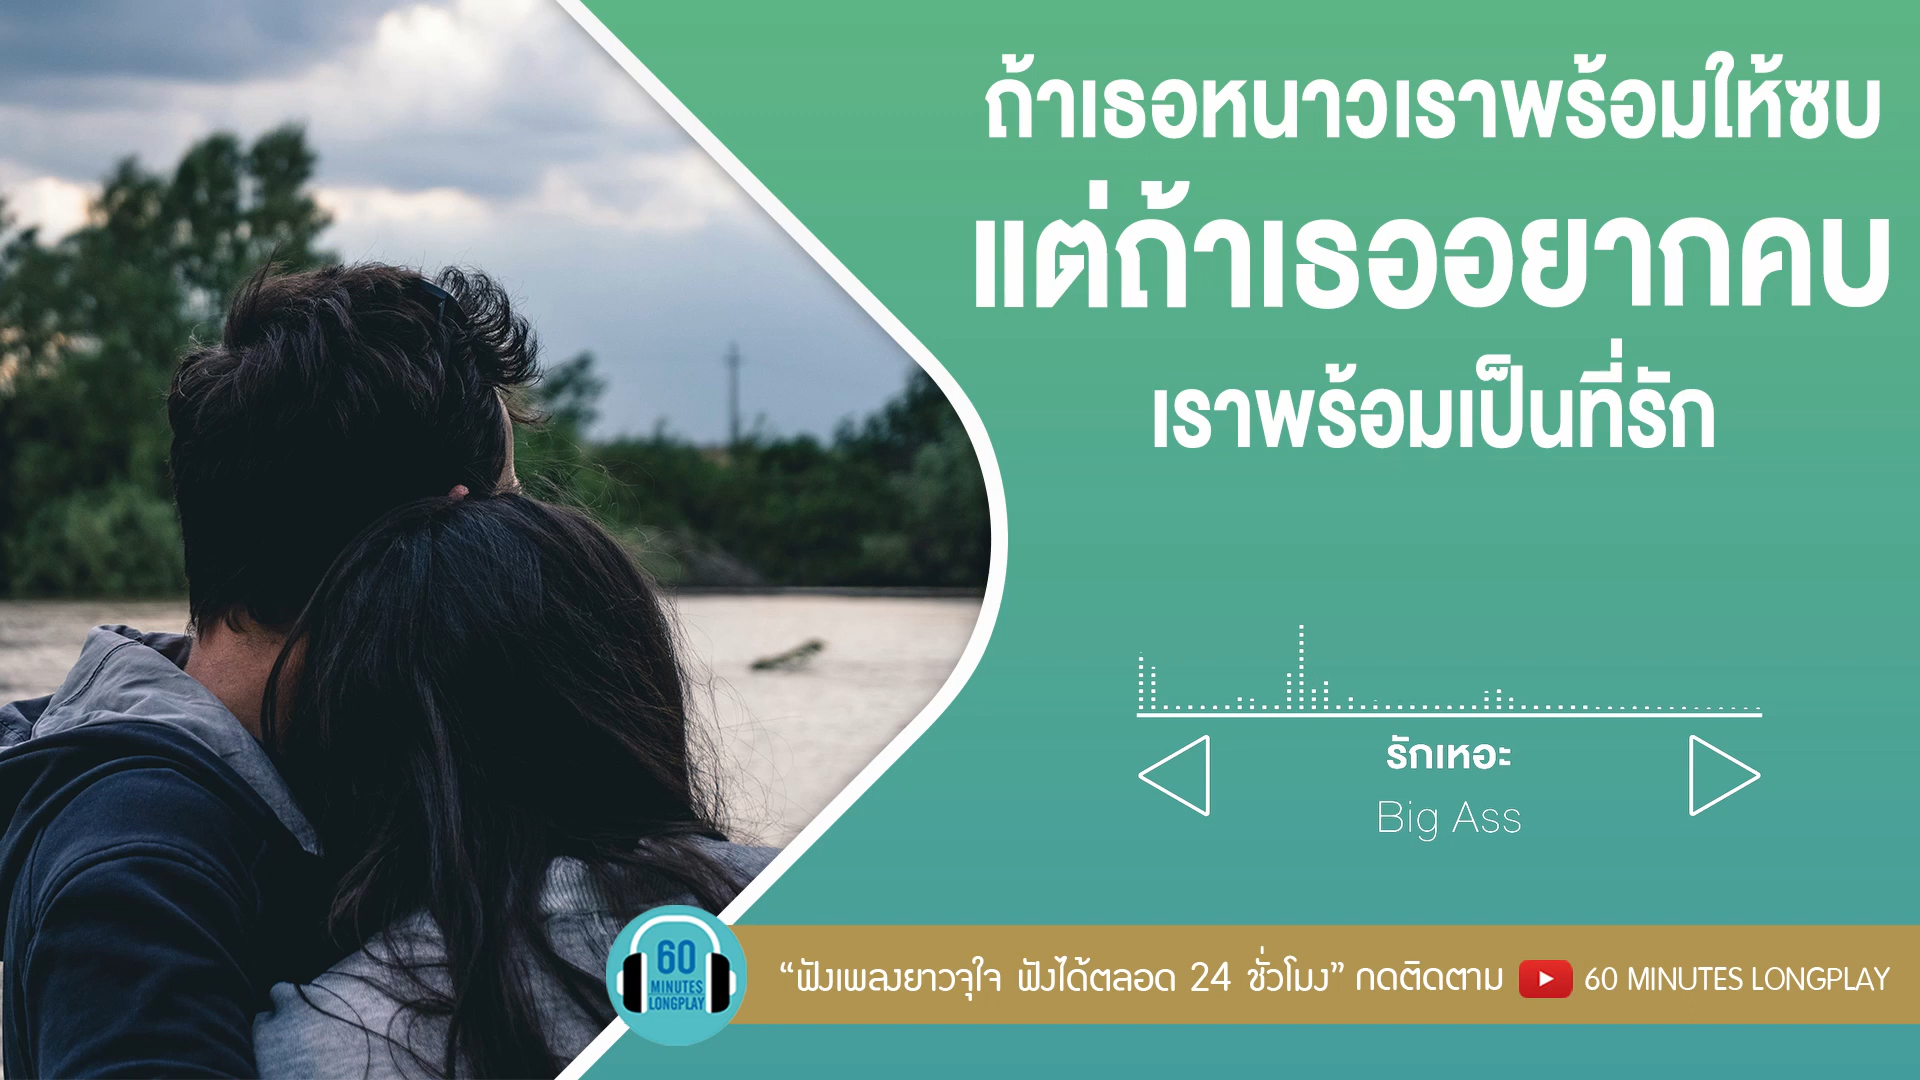 ถ้าเธอหนาวเราพร้อมให้ซบ
แต่ถ้าเธออยากคบ
เราพร้อมเป็นที่รัก
รักเหอะ
Big Ass
60
MINUTES
LONGPLAY
“ฟังเพลงยาวจุใจ ฟังได้ตลอด 24 ชั่วโมง” กดติดตาม 60 MINUTES LONGPLAY